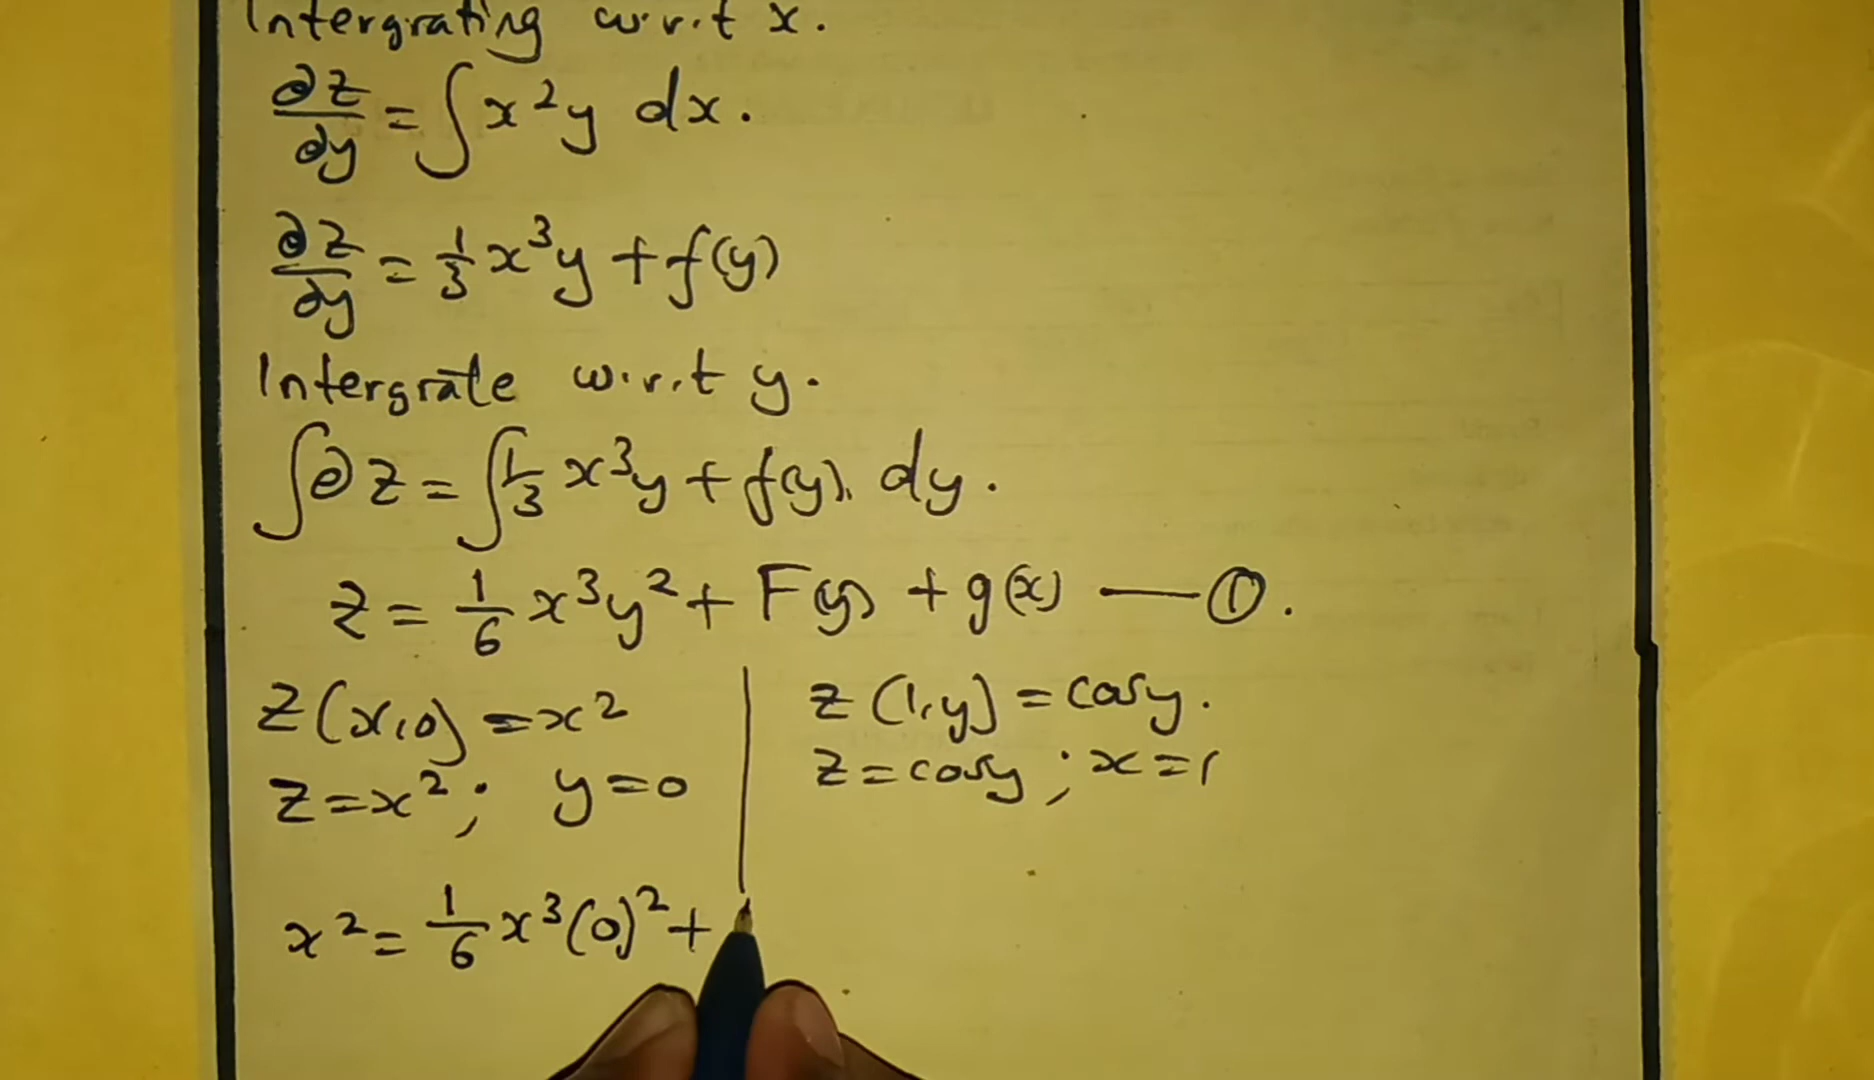 Intergrating w.r.t x.
∂z/∂y = ∫x²y dx.
∂z/∂y = 1/3 x³y + f(y)
Intergrate w.r.t y.
∫∂z = ∫1/3 x³y + f(y). dy.
z = 1/6 x³y² + F(y) + g(x) — ①.
z(x,0) = x²
z = x²; y = 0
z(1,y) = cosy.
z = cosy ; x = 1
x² = 1/6 x³(0)² +